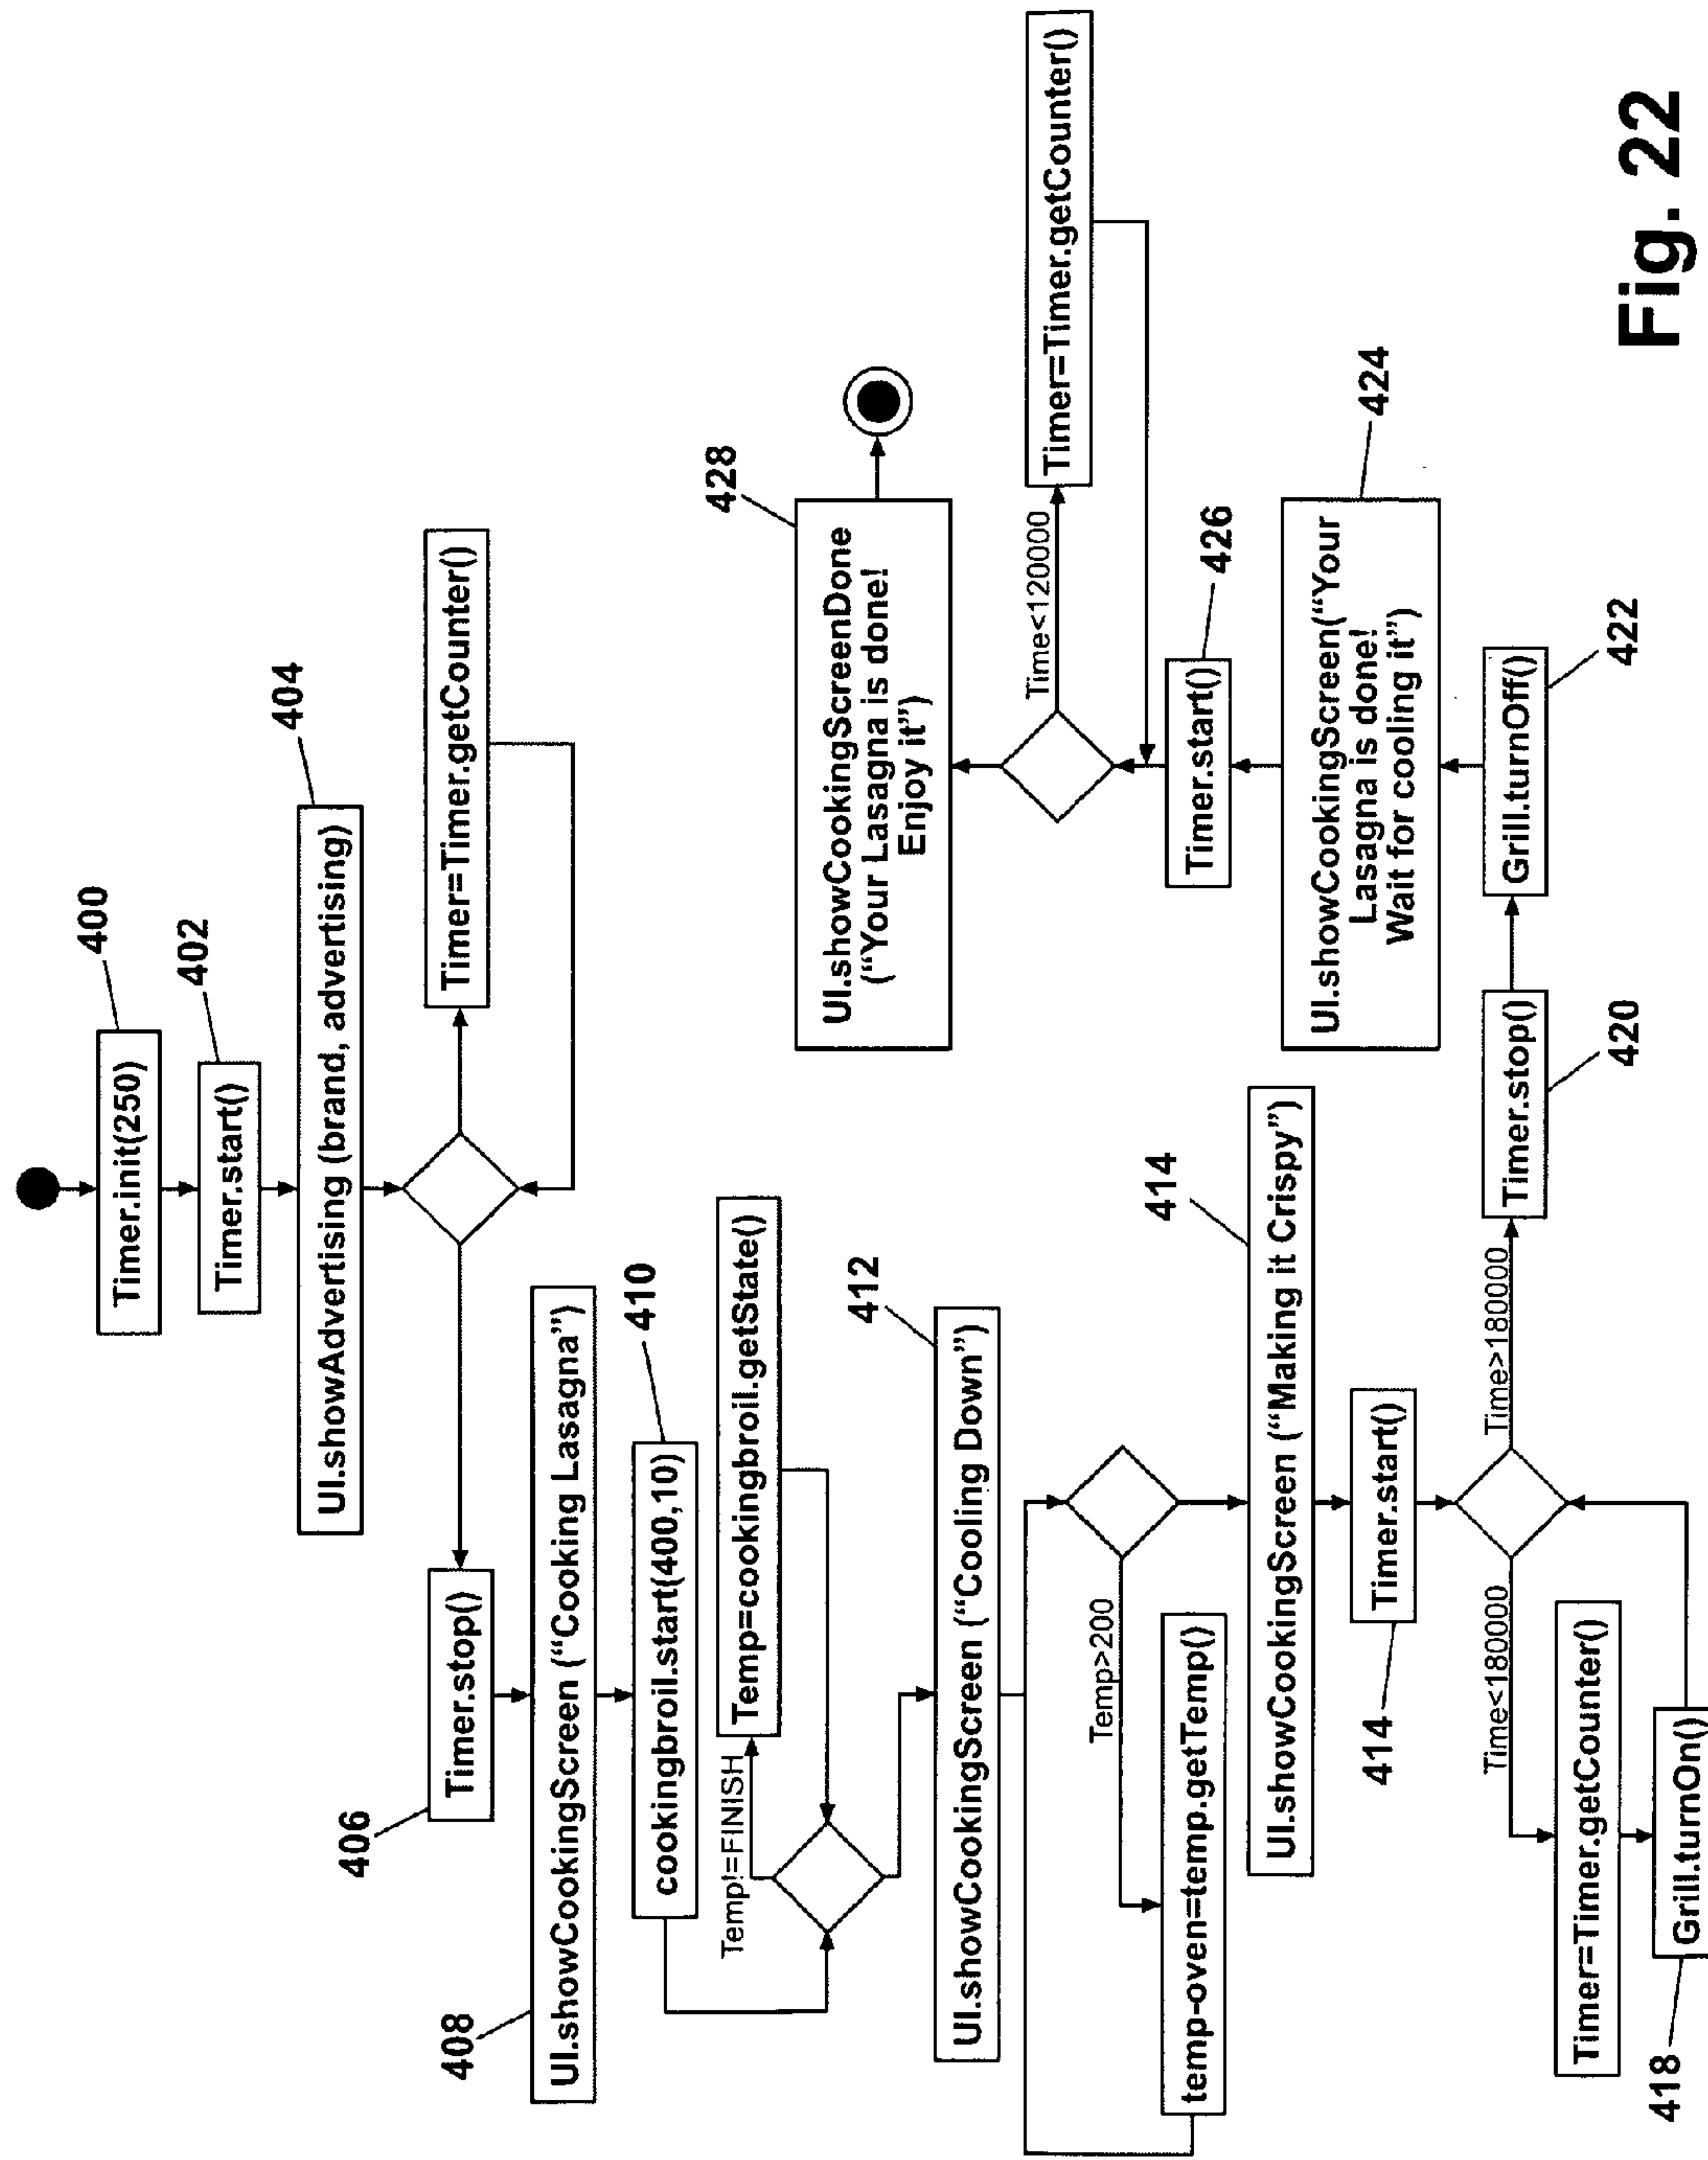 400
Timer.init(250)
402
Timer.start()
404
UI.showAdvertising (brand, advertising)
Timer=Timer.getCounter()
406
Timer.stop()
408
UI.showCookingScreen (“Cooking Lasagna”)
410
cookingbroil.start(400,10)
Temp!=FINISH
Temp=cookingbroil.getState()
412
UI.showCookingScreen (“Cooling Down”)
Temp>200
temp-oven=temp.getTemp()
414
UI.showCookingScreen (“Making it Crispy”)
414
Timer.start()
Time<180000
Time>180000
Timer=Timer.getCounter()
418
Grill.turnOn()
Timer.stop()
420
Grill.turnOff()
422
UI.showCookingScreen(“Your
Lasagna is done!
Wait for cooling it”)
424
Timer.start()
426
Time<120000
Timer=Timer.getCounter()
428
UI.showCookingScreenDone
(“Your Lasagna is done!
Enjoy it”)
Fig. 22